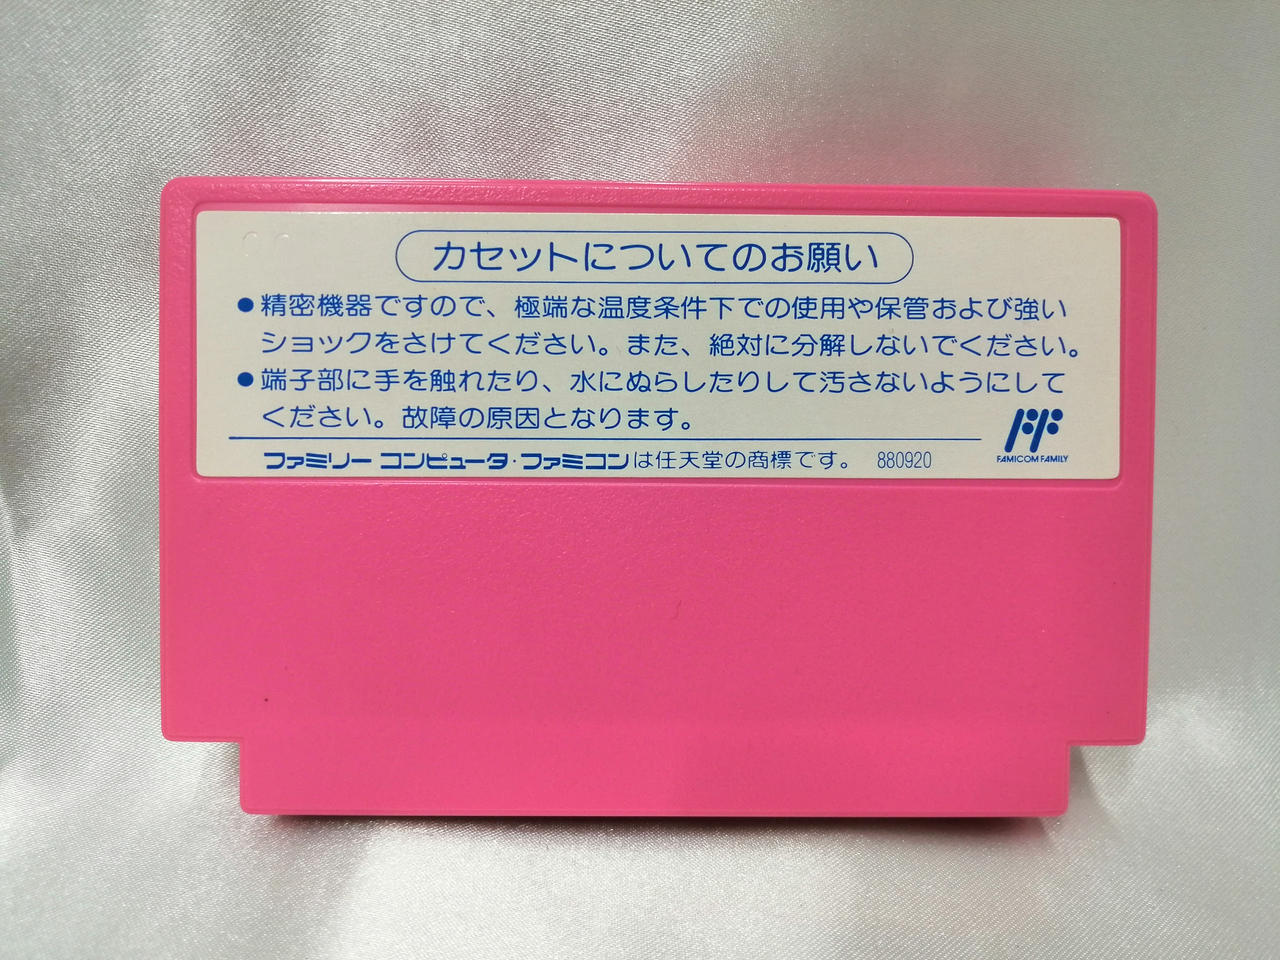 カセットについてのお願い
●精密機器ですので、極端な温度条件下での使用や保管および強い
ショックをさけてください。また、絶対に分解しないでください。
●端子部に手を触れたり、水にぬらしたりして汚さないようにして
ください。故障の原因となります。
ファミリーコンピュータ・ファミコンは任天堂の商標です。 880920
FF
FAMICOM FAMILY